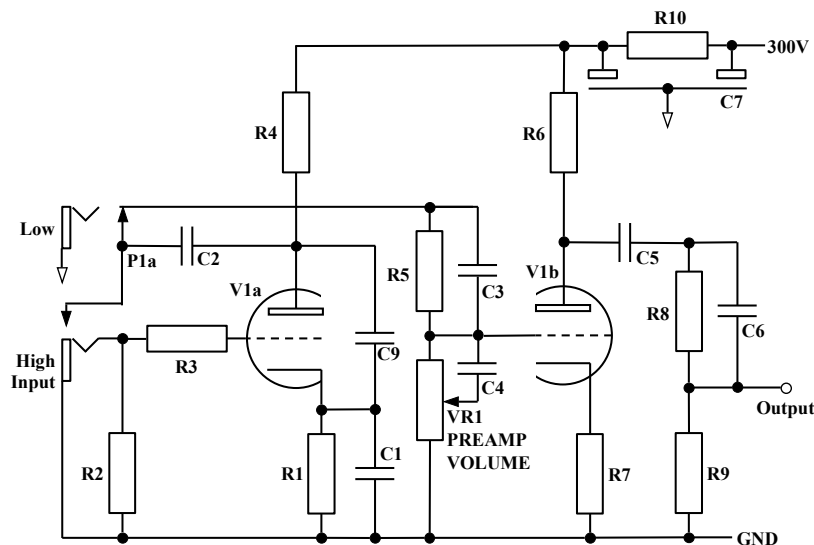 R10
300V
C7
R4
R6
Low
P1a
C2
C5
V1a
V1b
R5
C3
R8
C6
High
Input
R3
C9
C4
Output
VR1
PREAMP
VOLUME
R2
R1
C1
R7
R9
GND